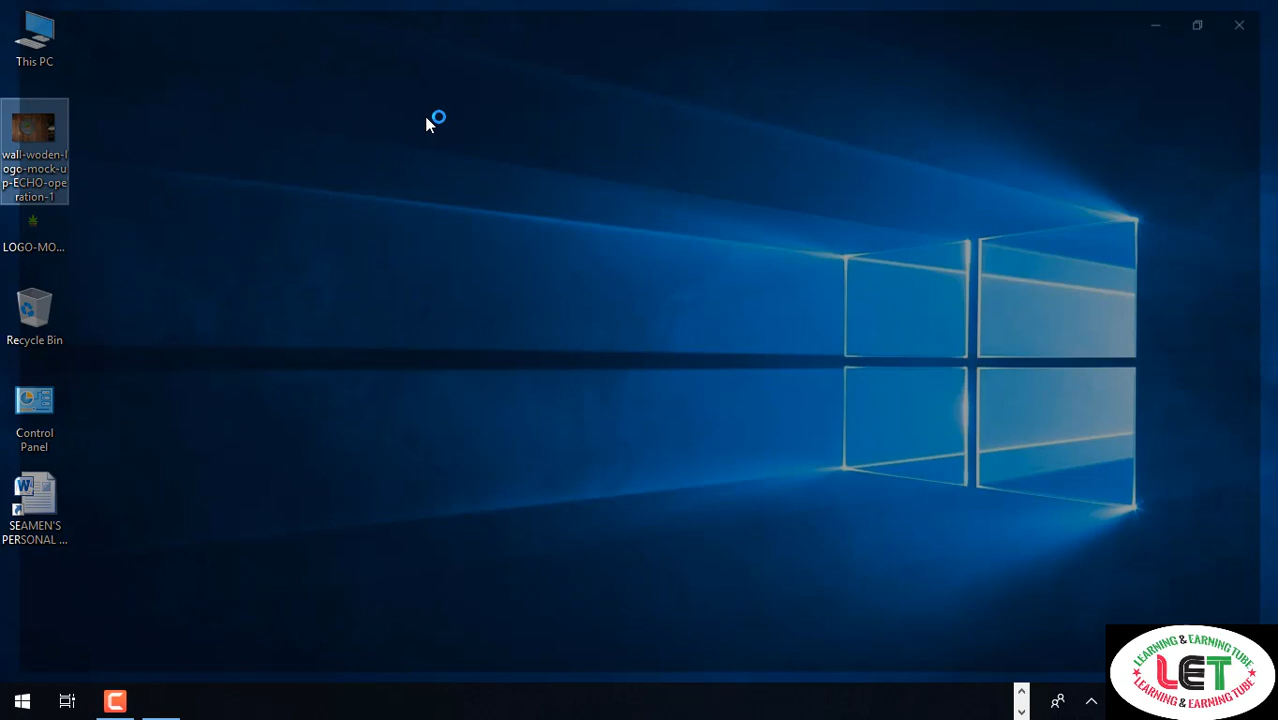 This PC
wall-woden-l
ogo-mock-u
p-ECHO-ope
ration-1
LOGO-MO...
Recycle Bin
Control
Panel
W
SEAMEN'S
PERSONAL ...
C
LEARNING & EARNING TUBE
LET
LEARNING & EARNING TUBE